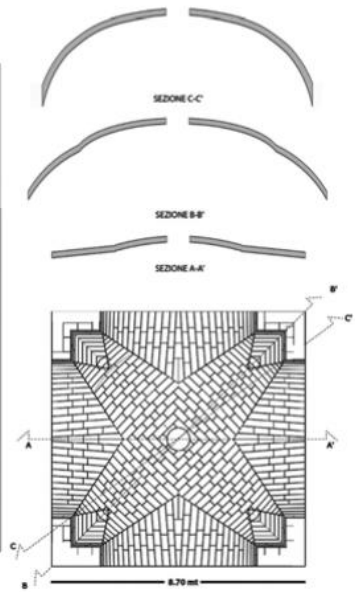 SEZIONE C-C'
SEZIONE B-B'
SEZIONE A-A'
B'
C'
A
A'
C
B
8.70 mt